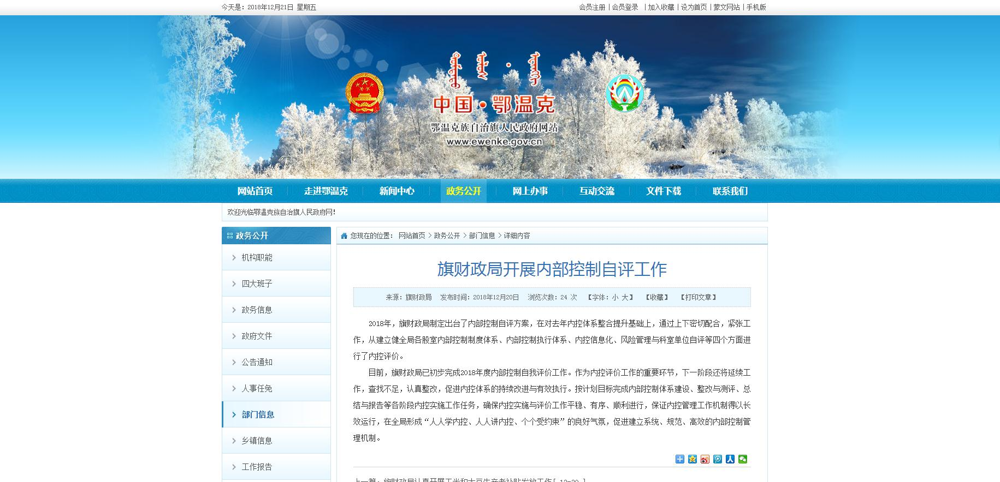 今天是：2018年12月21日 星期五
会员注册 | 会员登录 | 加入收藏 | 设为首页 | 蒙文网站 | 手机版
中国·鄂温克
鄂温克族自治旗人民政府网站
www.ewenke.gov.cn
网站首页 走进鄂温克 新闻中心 政务公开 网上办事 互动交流 文件下载 联系我们
欢迎光临鄂温克族自治旗人民政府网！
政务公开
机构职能
四大班子
政务信息
政府文件
公告通知
人事任免
部门信息
乡镇信息
工作报告
您现在的位置： 网站首页 > 政务公开 > 部门信息 > 详细内容
旗财政局开展内部控制自评工作
来源：旗财政局 发布时间：2018年12月20日 浏览次数：24 次 【字体：小 大】 【收藏】 【打印文章】
2018年，旗财政局制定出台了内部控制自评方案，在对去年内控体系整合提升基础上，通过上下密切配合，紧张工
作，从建立健全局各股室内部控制制度体系、内部控制执行体系、内控信息化、风险管理与科室单位自评等四个方面进
行了内控评价。
目前，旗财政局已初步完成2018年度内部控制自我评价工作。作为内控评价工作的重要环节，下一阶段还将延续工
作，查找不足，认真整改，促进内控体系的持续改进与有效执行。按计划目标完成内部控制体系建设、整改与测评、总
结与报告等各阶段内控实施工作任务，确保内控实施与评价工作平稳、有序、顺利进行，保证内控管理工作机制得以长
效运行，在全局形成“人人学内控、人人讲内控、个个受约束”的良好气氛，促进建立系统、规范、高效的内部控制管
理机制。
上一篇：旗财政局认真开展玉米和大豆生产者补贴发放工作[ 12-20 ]